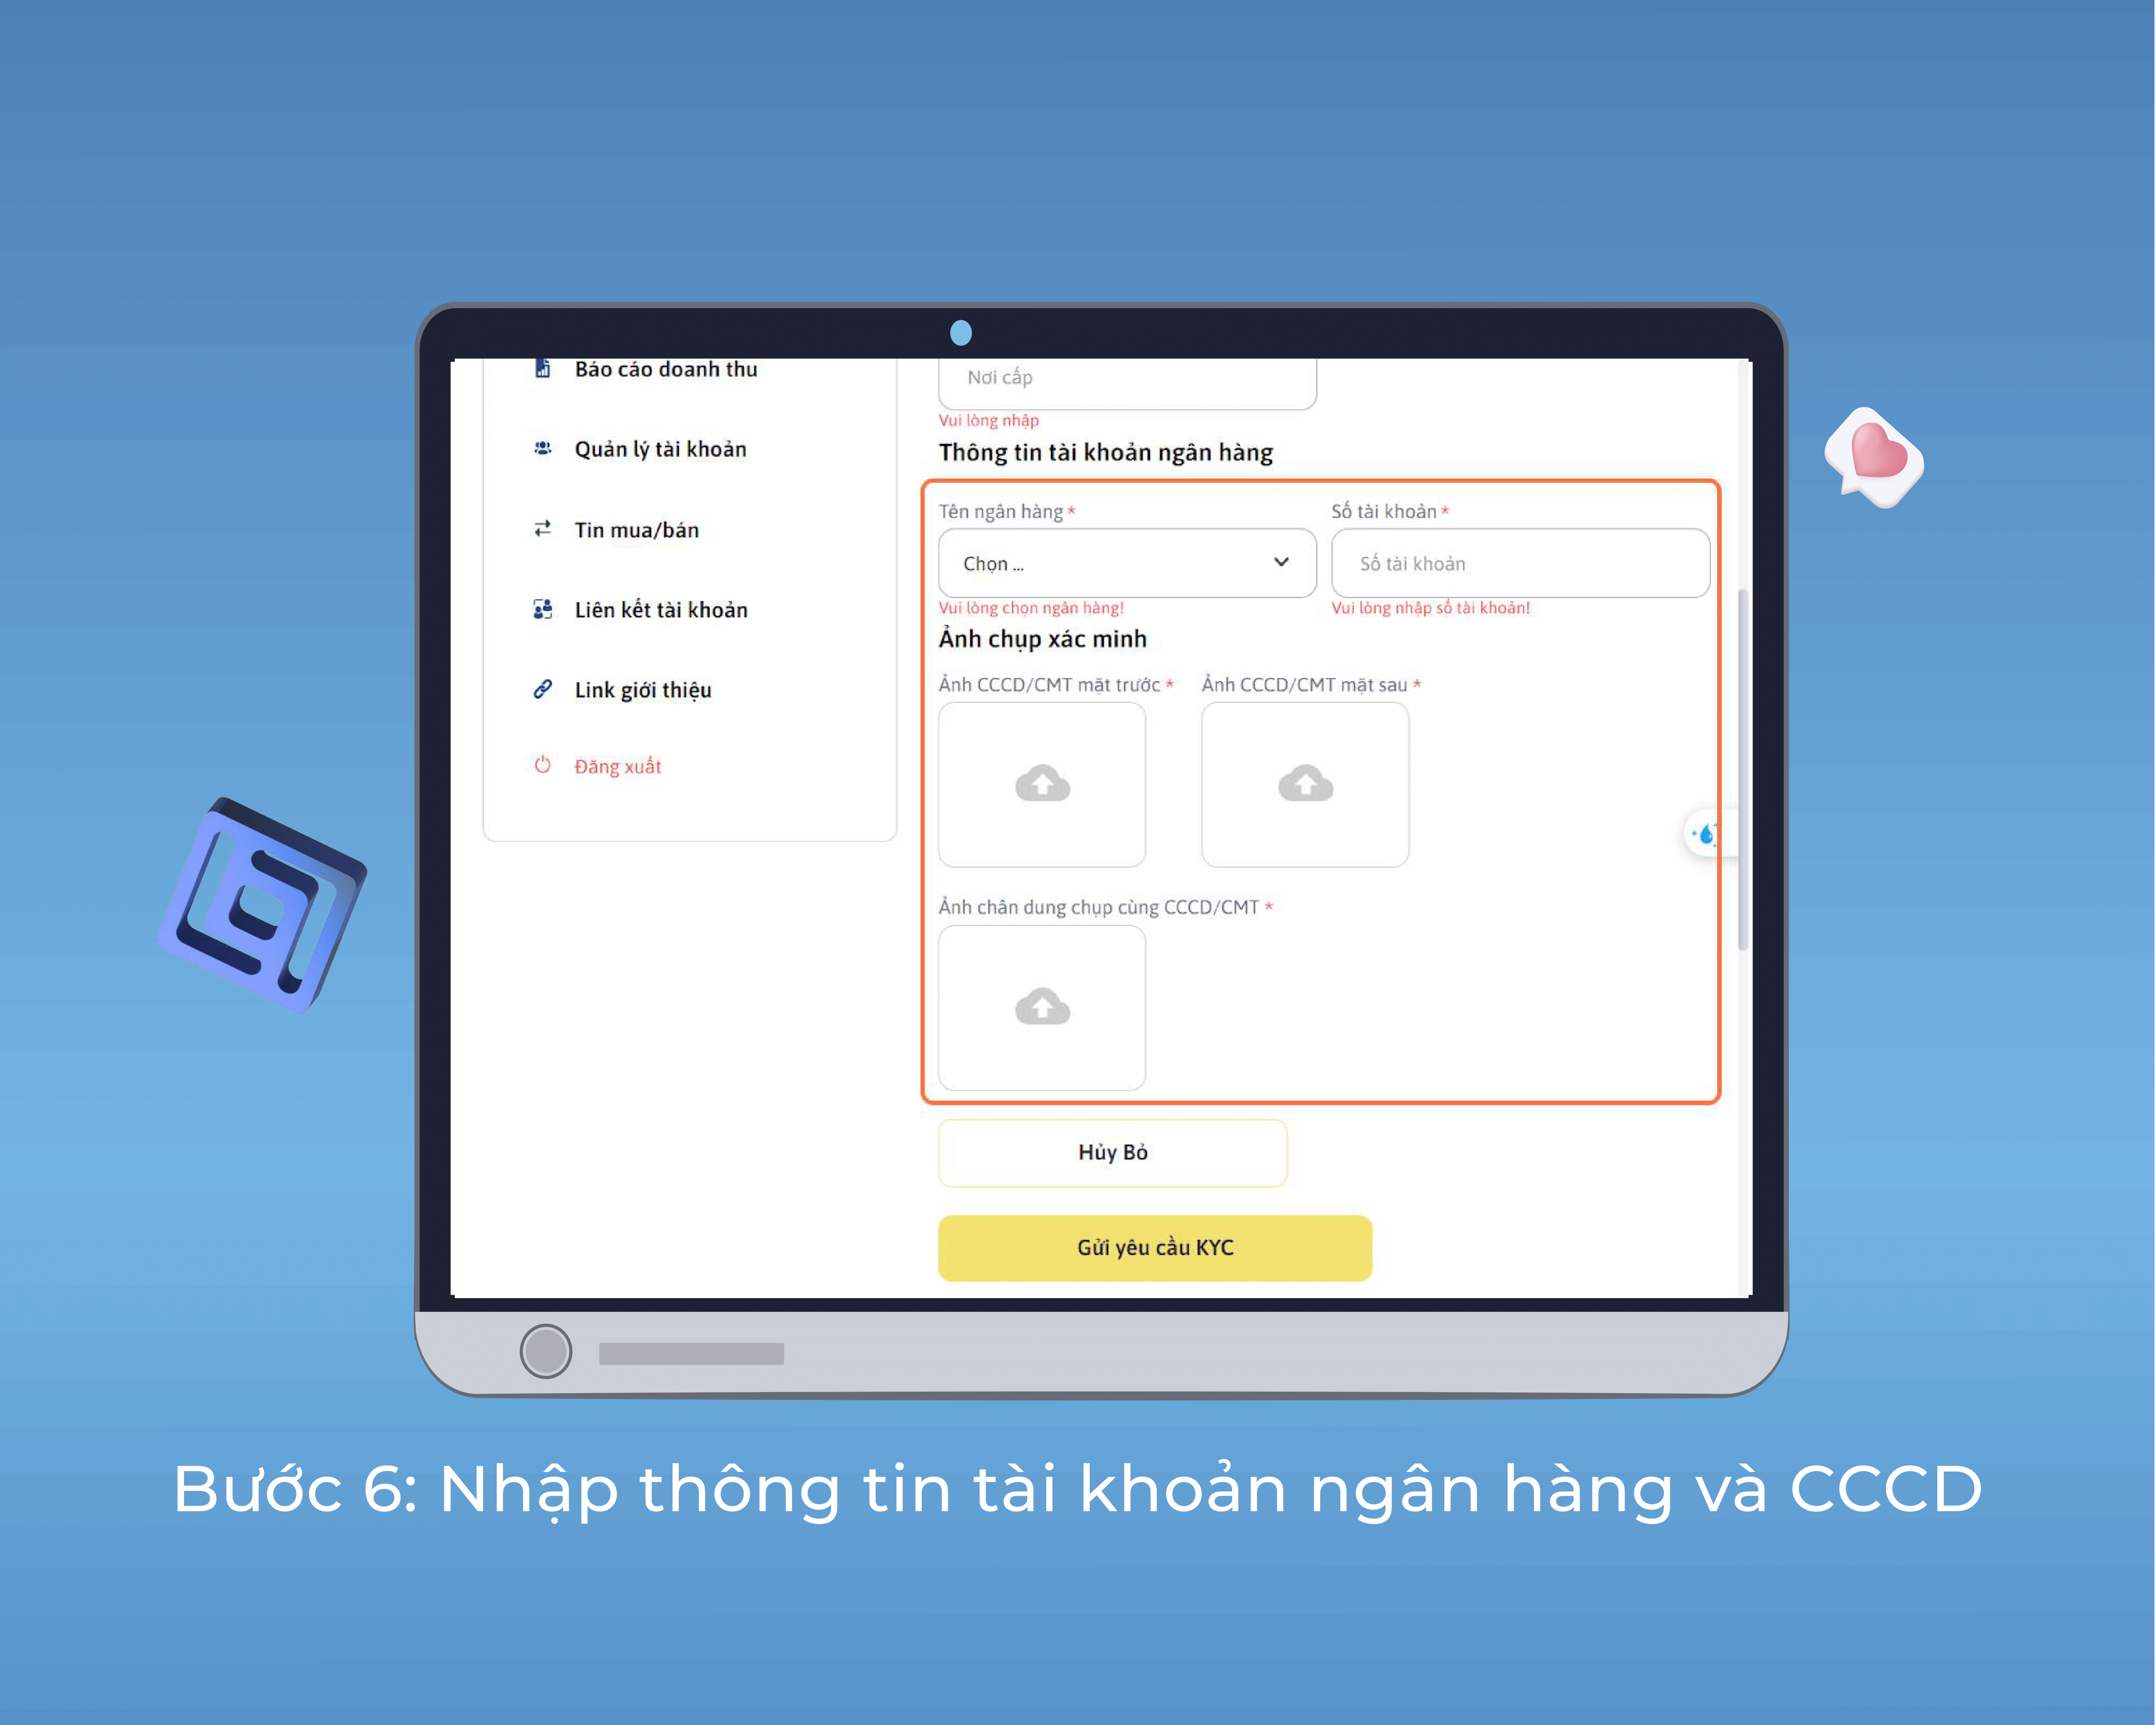 Báo cáo doanh thu
Quản lý tài khoản
Tin mua/bán
Liên kết tài khoản
Link giới thiệu
Đăng xuất
Nơi cấp
Vui lòng nhập
Thông tin tài khoản ngân hàng
Tên ngân hàng * Số tài khoản *
Chọn ... Số tài khoản
Vui lòng chọn ngân hàng! Vui lòng nhập số tài khoản!
Ảnh chụp xác minh
Ảnh CCCD/CMT mặt trước * Ảnh CCCD/CMT mặt sau *
Ảnh chân dung chụp cùng CCCD/CMT *
Hủy Bỏ
Gửi yêu cầu KYC
Bước 6: Nhập thông tin tài khoản ngân hàng và CCCD